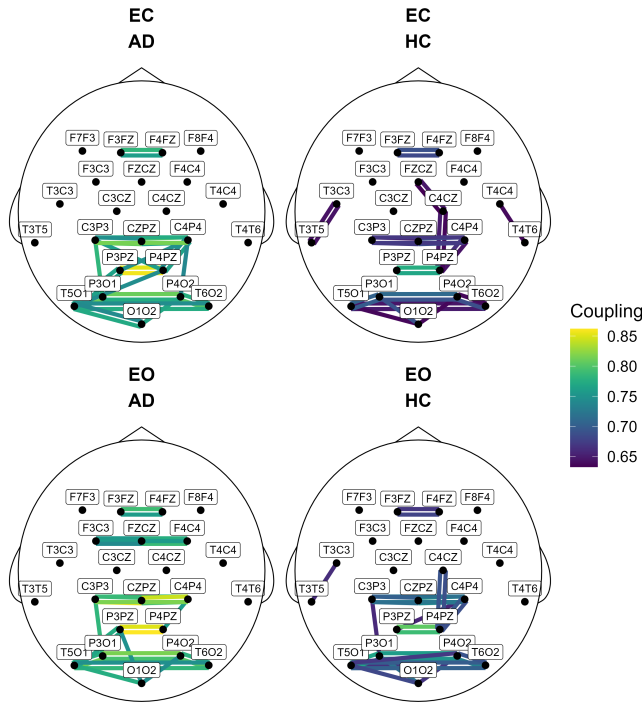 EC EC
AD HC
F7F3 F3FZ F4FZ F8F4 F7F3 F3FZ F4FZ F8F4
F3C3 FZCZ F4C4 F3C3 FZCZ F4C4
T3C3 C3CZ C4CZ T4C4 T3C3 C3CZ C4CZ T4C4
T3T5 C3P3 CZPZ C4P4 T4T6 T3T5 C3P3 CZPZ C4P4 T4T6
P3PZ P4PZ P3PZ P4PZ
P3O1 P4O2 P3O1 P4O2
T5O1 O1O2 T6O2 T5O1 O1O2 T6O2
Coupling
0.85
0.80
0.75
0.70
0.65
EO EO
AD HC
F7F3 F3FZ F4FZ F8F4 F7F3 F3FZ F4FZ F8F4
F3C3 FZCZ F4C4 F3C3 FZCZ F4C4
T3C3 C3CZ C4CZ T4C4 T3C3 C3CZ C4CZ T4C4
T3T5 C3P3 CZPZ C4P4 T4T6 T3T5 C3P3 CZPZ C4P4 T4T6
P3PZ P4PZ P3PZ P4PZ
P3O1 P4O2 P3O1 P4O2
T5O1 O1O2 T6O2 T5O1 O1O2 T6O2